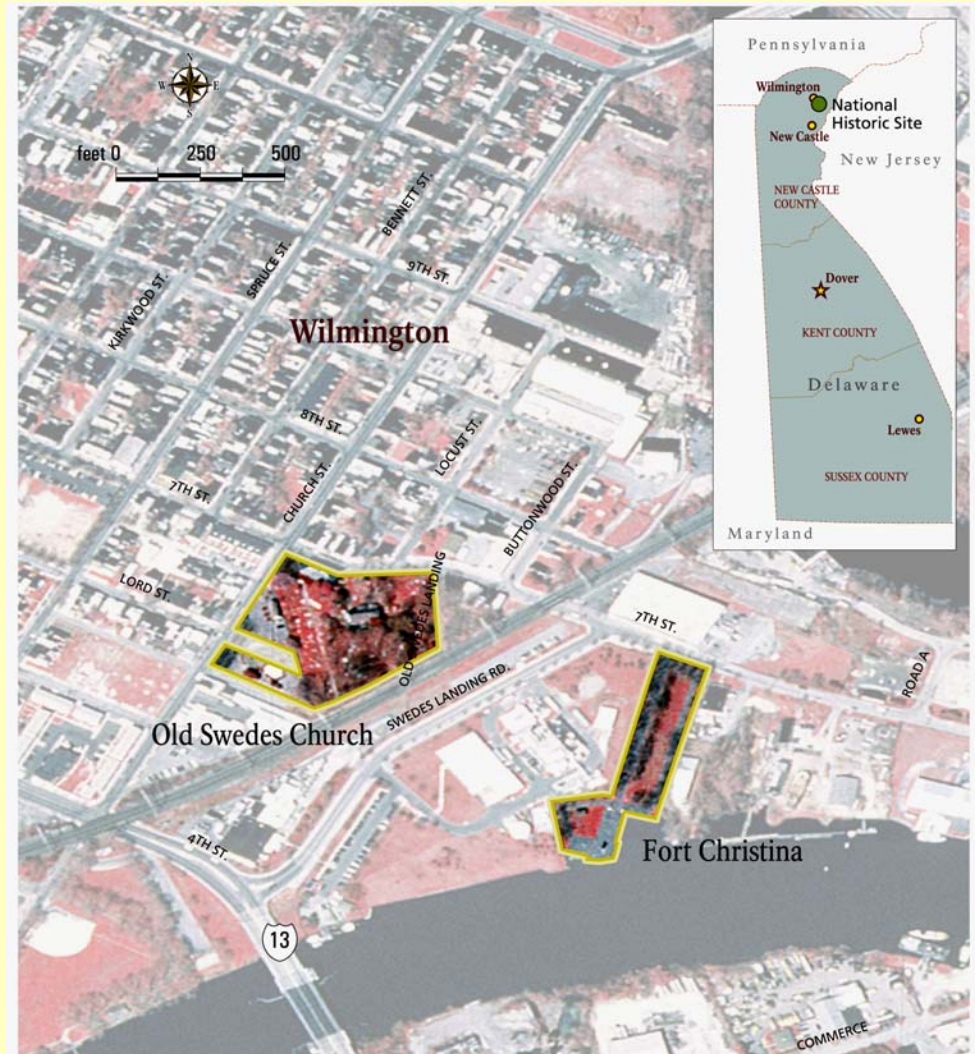 N
W E
S
feet 0 250 500
KIRKWOOD ST.
SPRUCE ST.
BENNETT ST.
9TH ST.
Wilmington
8TH ST.
LOCUST ST.
7TH ST.
CHURCH ST.
BUTTONWOOD ST.
LORD ST.
OLD SWEDES LANDING
7TH ST.
SWEDES LANDING RD.
ROAD A
Old Swedes Church
4TH ST.
Fort Christina
13
COMMERCE
Pennsylvania
Wilmington
National
Historic Site
New Castle
New Jersey
NEW CASTLE
COUNTY
Dover
KENT COUNTY
Delaware
Lewes
SUSSEX COUNTY
Maryland